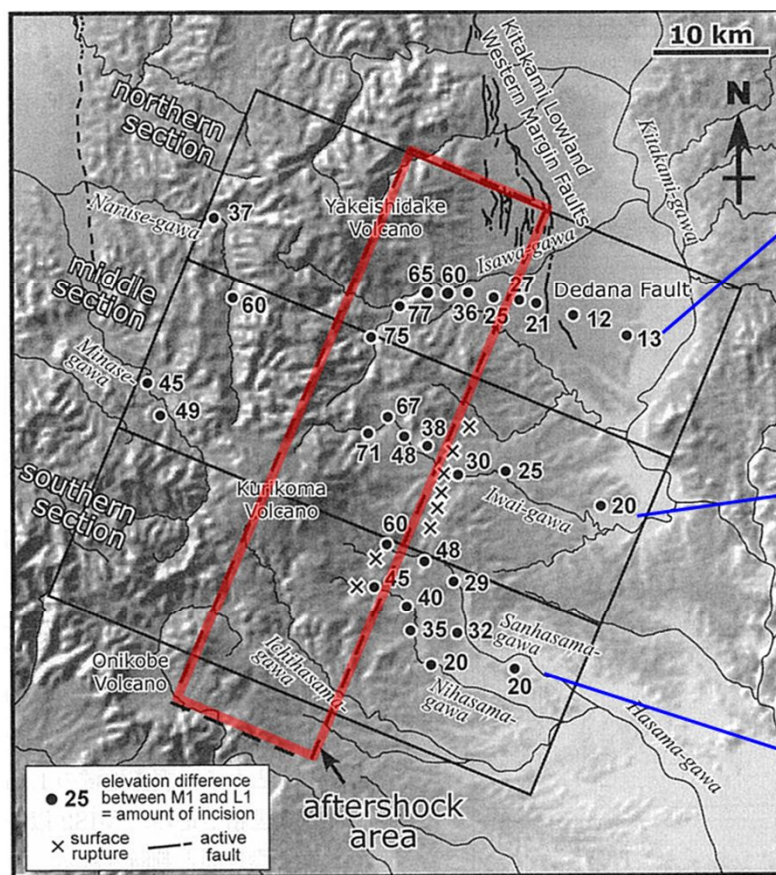 10 km
N
Kitakami Lowland
Western Margin Faults
Kitakami-gawa
northern
section
Naruse-gawa
37
Yakeishidake
Volcano
Isawa-gawa
middle
section
60
65
60
36
77
25
27
21
Dedana Fault
12
13
75
Minase-
gawa
45
49
67
71
48
38
30
25
Iwai-gawa
20
southern
section
Kurikoma
Volcano
60
48
45
29
40
35
32
Sanhasama-
gawa
20
20
Onikobe
Volcano
Ichihasama-
gawa
Nihasama-
gawa
Hasama-gawa
aftershock
area
25
elevation difference
between M1 and L1
= amount of incision
surface
rupture
active
fault